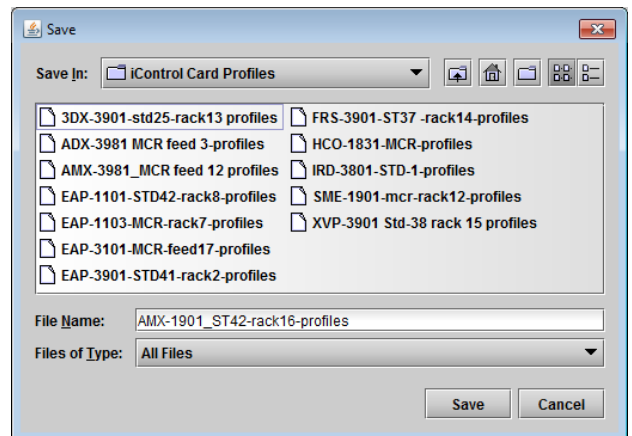 Save
Save In: iControl Card Profiles
3DX-3901-std25-rack13 profiles
ADX-3981 MCR feed 3-profiles
AMX-3981_MCR feed 12 profiles
EAP-1101-STD42-rack8-profiles
EAP-1103-MCR-rack7-profiles
EAP-3101-MCR-feed17-profiles
EAP-3901-STD41-rack2-profiles
FRS-3901-ST37 -rack14-profiles
HCO-1831-MCR-profiles
IRD-3801-STD-1-profiles
SME-1901-mcr-rack12-profiles
XVP-3901 Std-38 rack 15 profiles
File Name: AMX-1901_ST42-rack16-profiles
Files of Type: All Files
Save Cancel